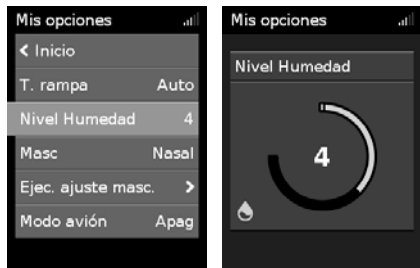 Mis opciones
< Inicio
T. rampa Auto
Nivel Humedad 4
Masc Nasal
Ejec. ajuste masc. >
Modo avión Apag
Mis opciones
Nivel Humedad
4